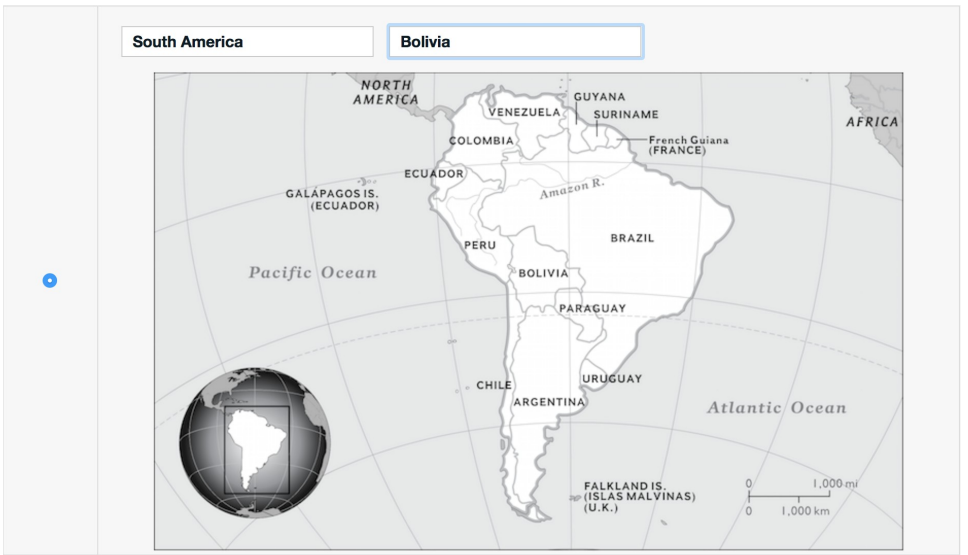 South America
Bolivia
NORTH
AMERICA
GUYANA
VENEZUELA
SURINAME
AFRICA
COLOMBIA
French Guiana
(FRANCE)
ECUADOR
GALÁPAGOS IS.
(ECUADOR)
Amazon R.
PERU
BRAZIL
Pacific Ocean
BOLIVIA
PARAGUAY
CHILE
URUGUAY
ARGENTINA
Atlantic Ocean
FALKLAND IS.
(ISLAS MALVINAS)
(U.K.)
0 1,000 mi
0 1,000 km